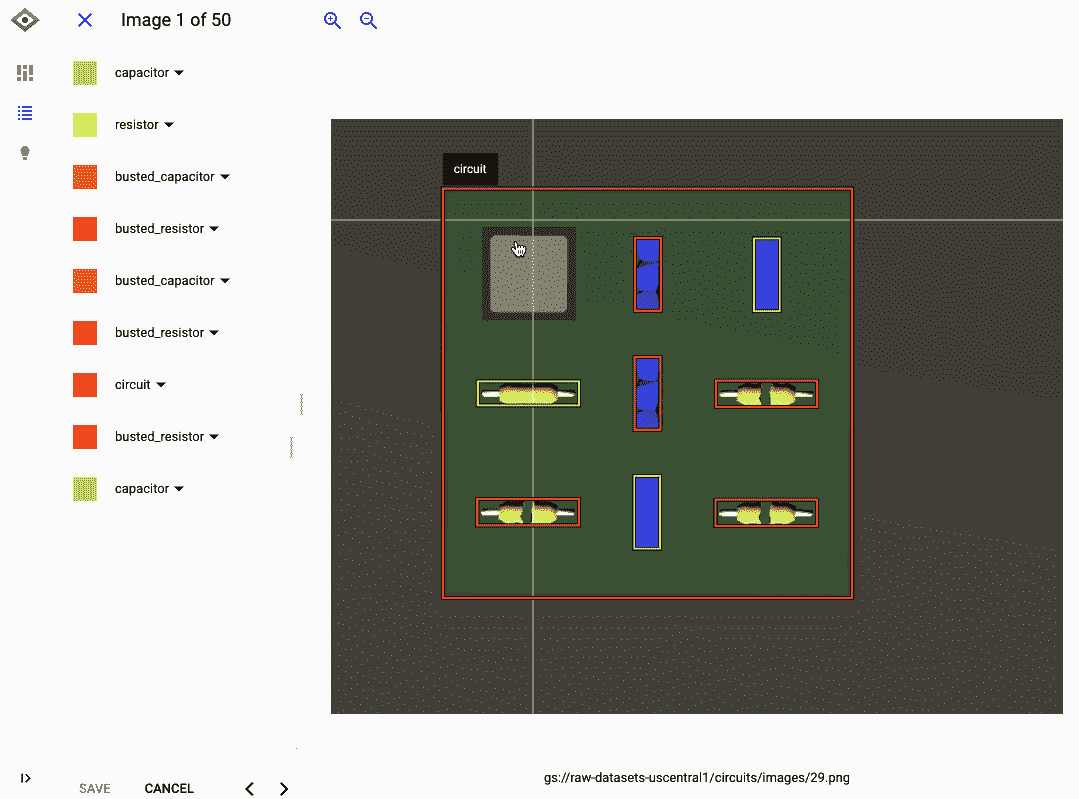 Image 1 of 50
capacitor
resistor
busted_capacitor
busted_resistor
busted_capacitor
busted_resistor
circuit
busted_resistor
capacitor
circuit
SAVE
CANCEL
gs://raw-datasets-uscentral1/circuits/images/29.png